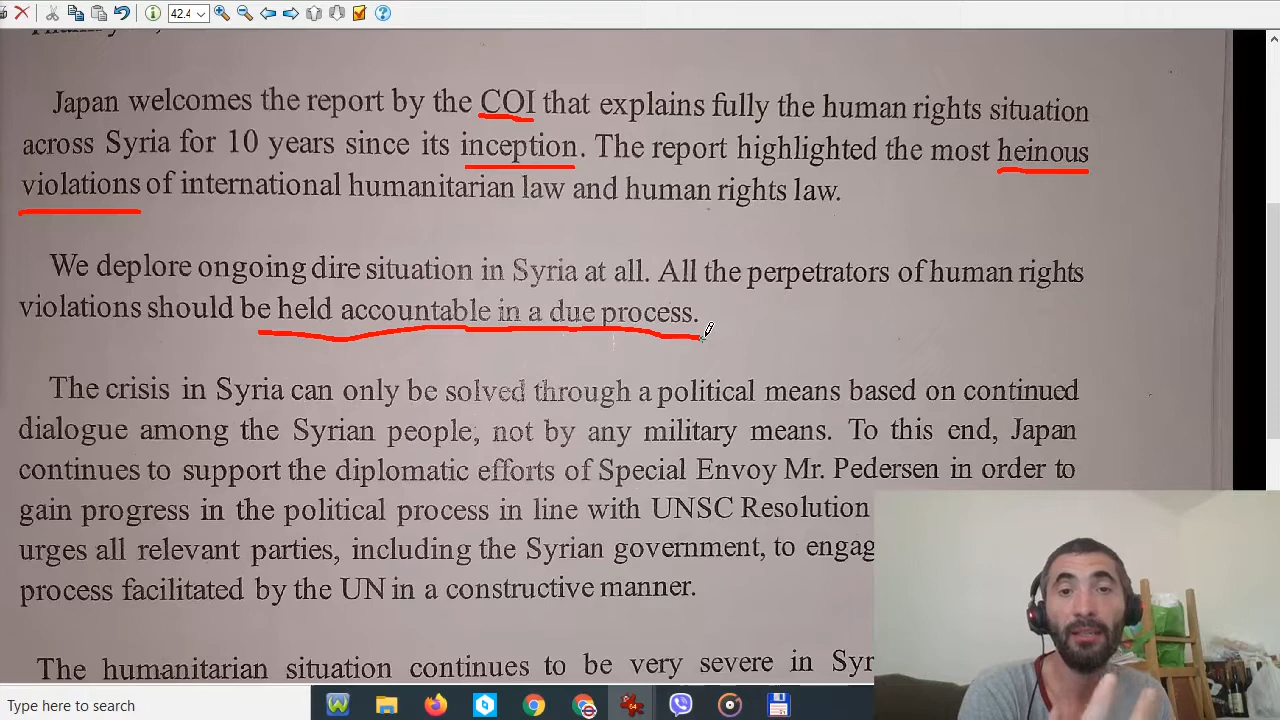 42.4
Japan welcomes the report by the COI that explains fully the human rights situation
across Syria for 10 years since its inception. The report highlighted the most heinous
violations of international humanitarian law and human rights law.
We deplore ongoing dire situation in Syria at all. All the perpetrators of human rights
violations should be held accountable in a due process.
The crisis in Syria can only be solved through a political means based on continued
dialogue among the Syrian people, not by any military means. To this end, Japan
continues to support the diplomatic efforts of Special Envoy Mr. Pedersen in order to
gain progress in the political process in line with UNSC Resolution
urges all relevant parties, including the Syrian government, to engag
process facilitated by the UN in a constructive manner.
The humanitarian situation continues to be very severe in Syr
Type here to search
64